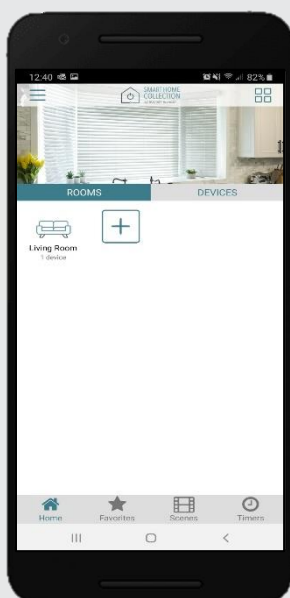 12:40 82%
SMART HOME
COLLECTION
ROOMS DEVICES
Living Room
1 device
Home Favorites Scenes Timers